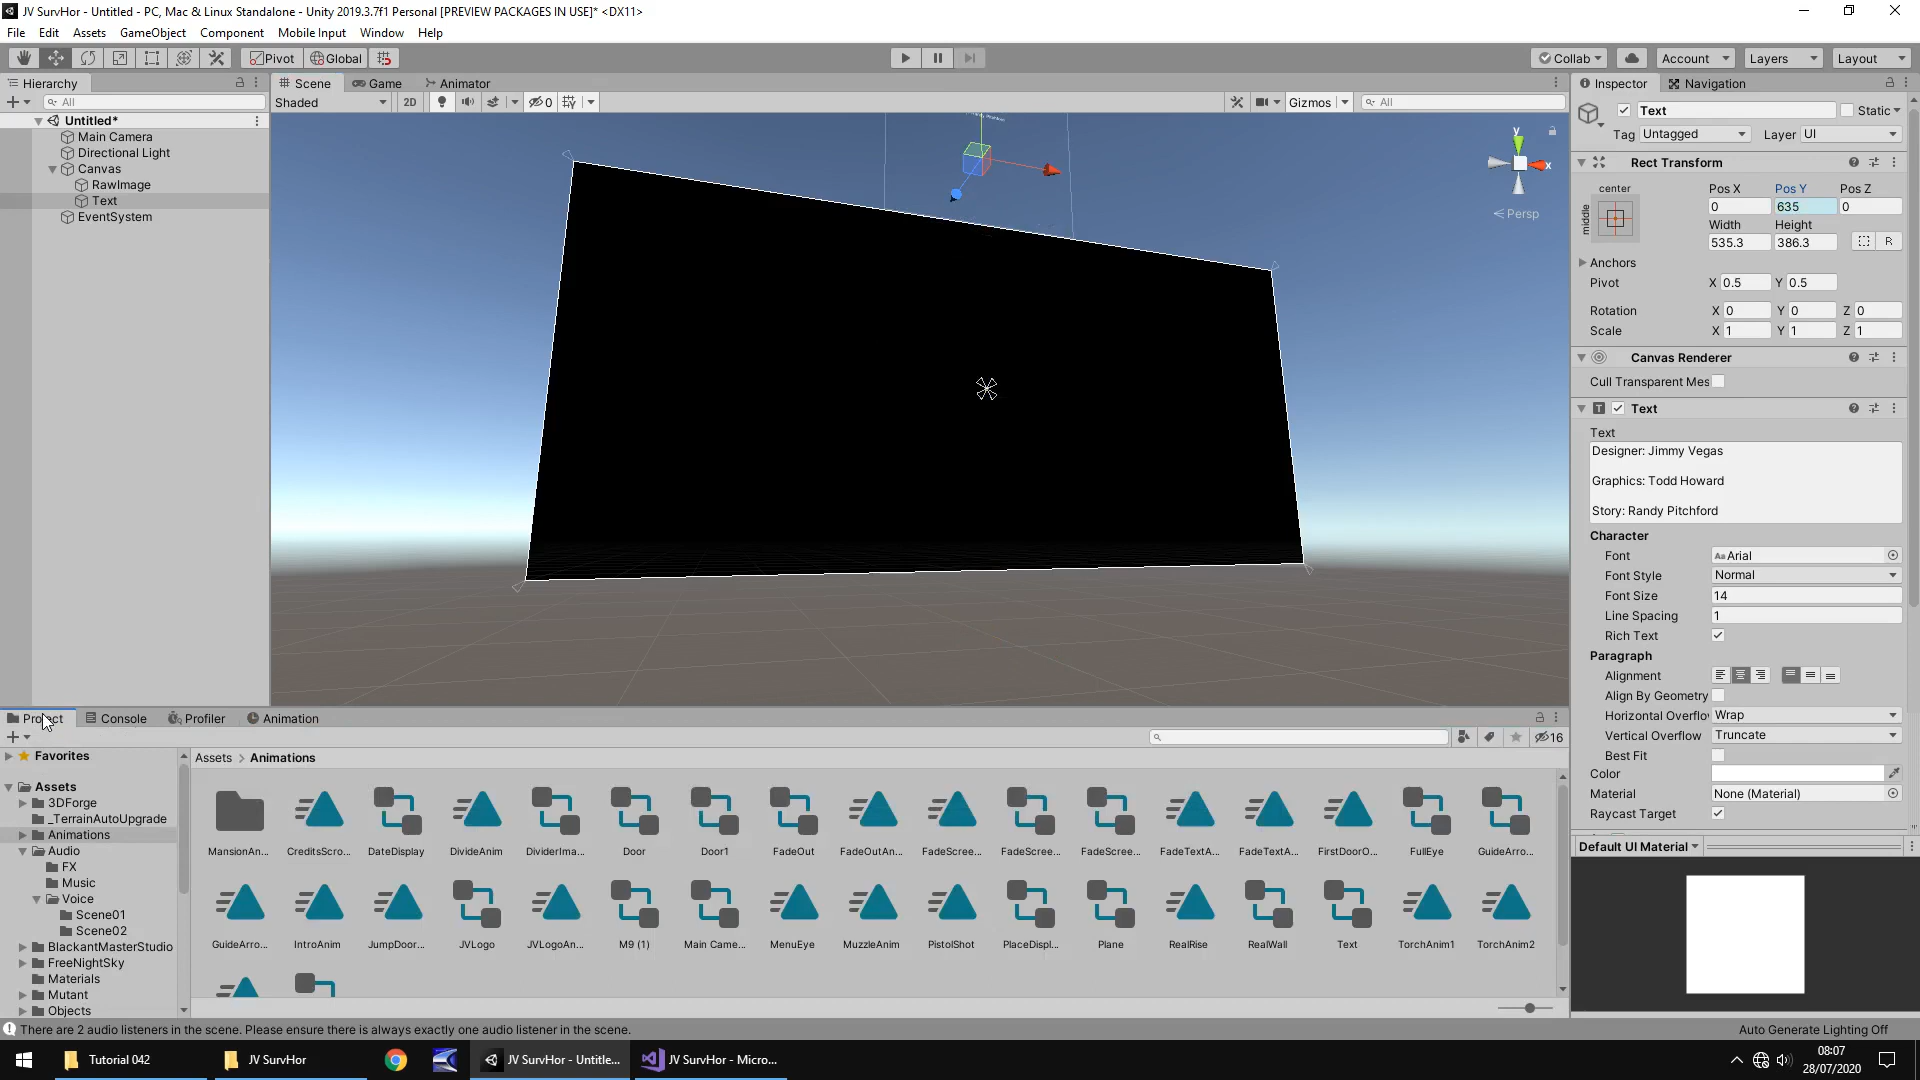 JV SurvHor - Untitled - PC, Mac & Linux Standalone - Unity 2019.3.7f1 Personal [PREVIEW PACKAGES IN USE]* <DX11>
File Edit Assets GameObject Component Mobile Input Window Help
Pivot Global Collab Account Layers Layout
Hierarchy Scene Game Animator Inspector Navigation
All Shaded 2D 0 Gizmos All
Text Static
Tag Untagged Layer UI
Untitled*
Main Camera
Directional Light
Canvas
RawImage
Text
EventSystem
y
x
Persp
Rect Transform
center
middle
Pos X Pos Y Pos Z
0 635 0
Width Height
535.3 386.3 R
Anchors
Pivot X 0.5 Y 0.5
Rotation X 0 Y 0 Z 0
Scale X 1 Y 1 Z 1
Canvas Renderer
Cull Transparent Mes
Text
Text
Designer: Jimmy Vegas
Graphics: Todd Howard
Story: Randy Pitchford
Character
Font Arial
Font Style Normal
Font Size 14
Line Spacing 1
Rich Text
Paragraph
Alignment
Align By Geometry
Horizontal Overflo Wrap
Vertical Overflow Truncate
Best Fit
Color
Material None (Material)
Raycast Target
Default UI Material
Project Console Profiler Animation
16
Favorites
Assets
3DForge
_TerrainAutoUpgrade
Animations
Audio
FX
Music
Voice
Scene01
Scene02
BlackantMasterStudio
FreeNightSky
Materials
Mutant
Objects
Assets > Animations
MansionAn... CreditsScro... DateDisplay DivideAnim DividerIma... Door Door1 FadeOut FadeOutAn... FadeScree... FadeScree... FadeScree... FadeTextA... FadeTextA... FirstDoorO... FullEye GuideArro...
GuideArro... IntroAnim JumpDoor... JVLogo JVLogoAn... M9 (1) Main Came... MenuEye MuzzleAnim PistolShot PlaceDispl... Plane RealRise RealWall Text TorchAnim1 TorchAnim2
There are 2 audio listeners in the scene. Please ensure there is always exactly one audio listener in the scene.
Auto Generate Lighting Off
Tutorial 042 JV SurvHor JV SurvHor - Untitle... JV SurvHor - Micro...
08:07
28/07/2020